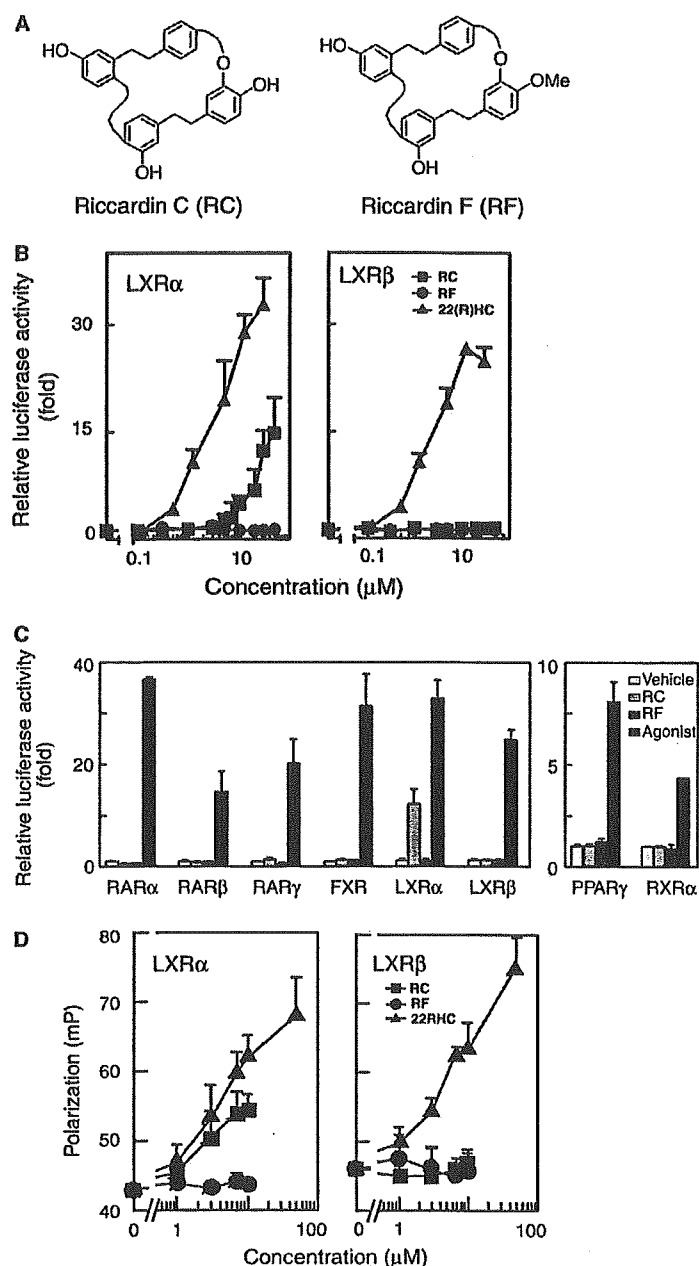 A
HO
O
OH
OH
Riccardin C (RC)
HO
O
OMe
OH
Riccardin F (RF)
B
Relative luciferase activity
(fold)
LXRα
30
15
0
0.1
10
LXRβ
RC
RF
22(R)HC
0.1
10
Concentration (μM)
C
Relative luciferase activity
(fold)
40
20
0
RARα
RARβ
RARγ
FXR
LXRα
LXRβ
10
5
0
Vehicle
RC
RF
Agonist
PPARγ
RXRα
D
Polarization (mP)
80
70
60
50
40
LXRα
0
1
100
LXRβ
RC
RF
22RHC
0
1
100
Concentration (μM)